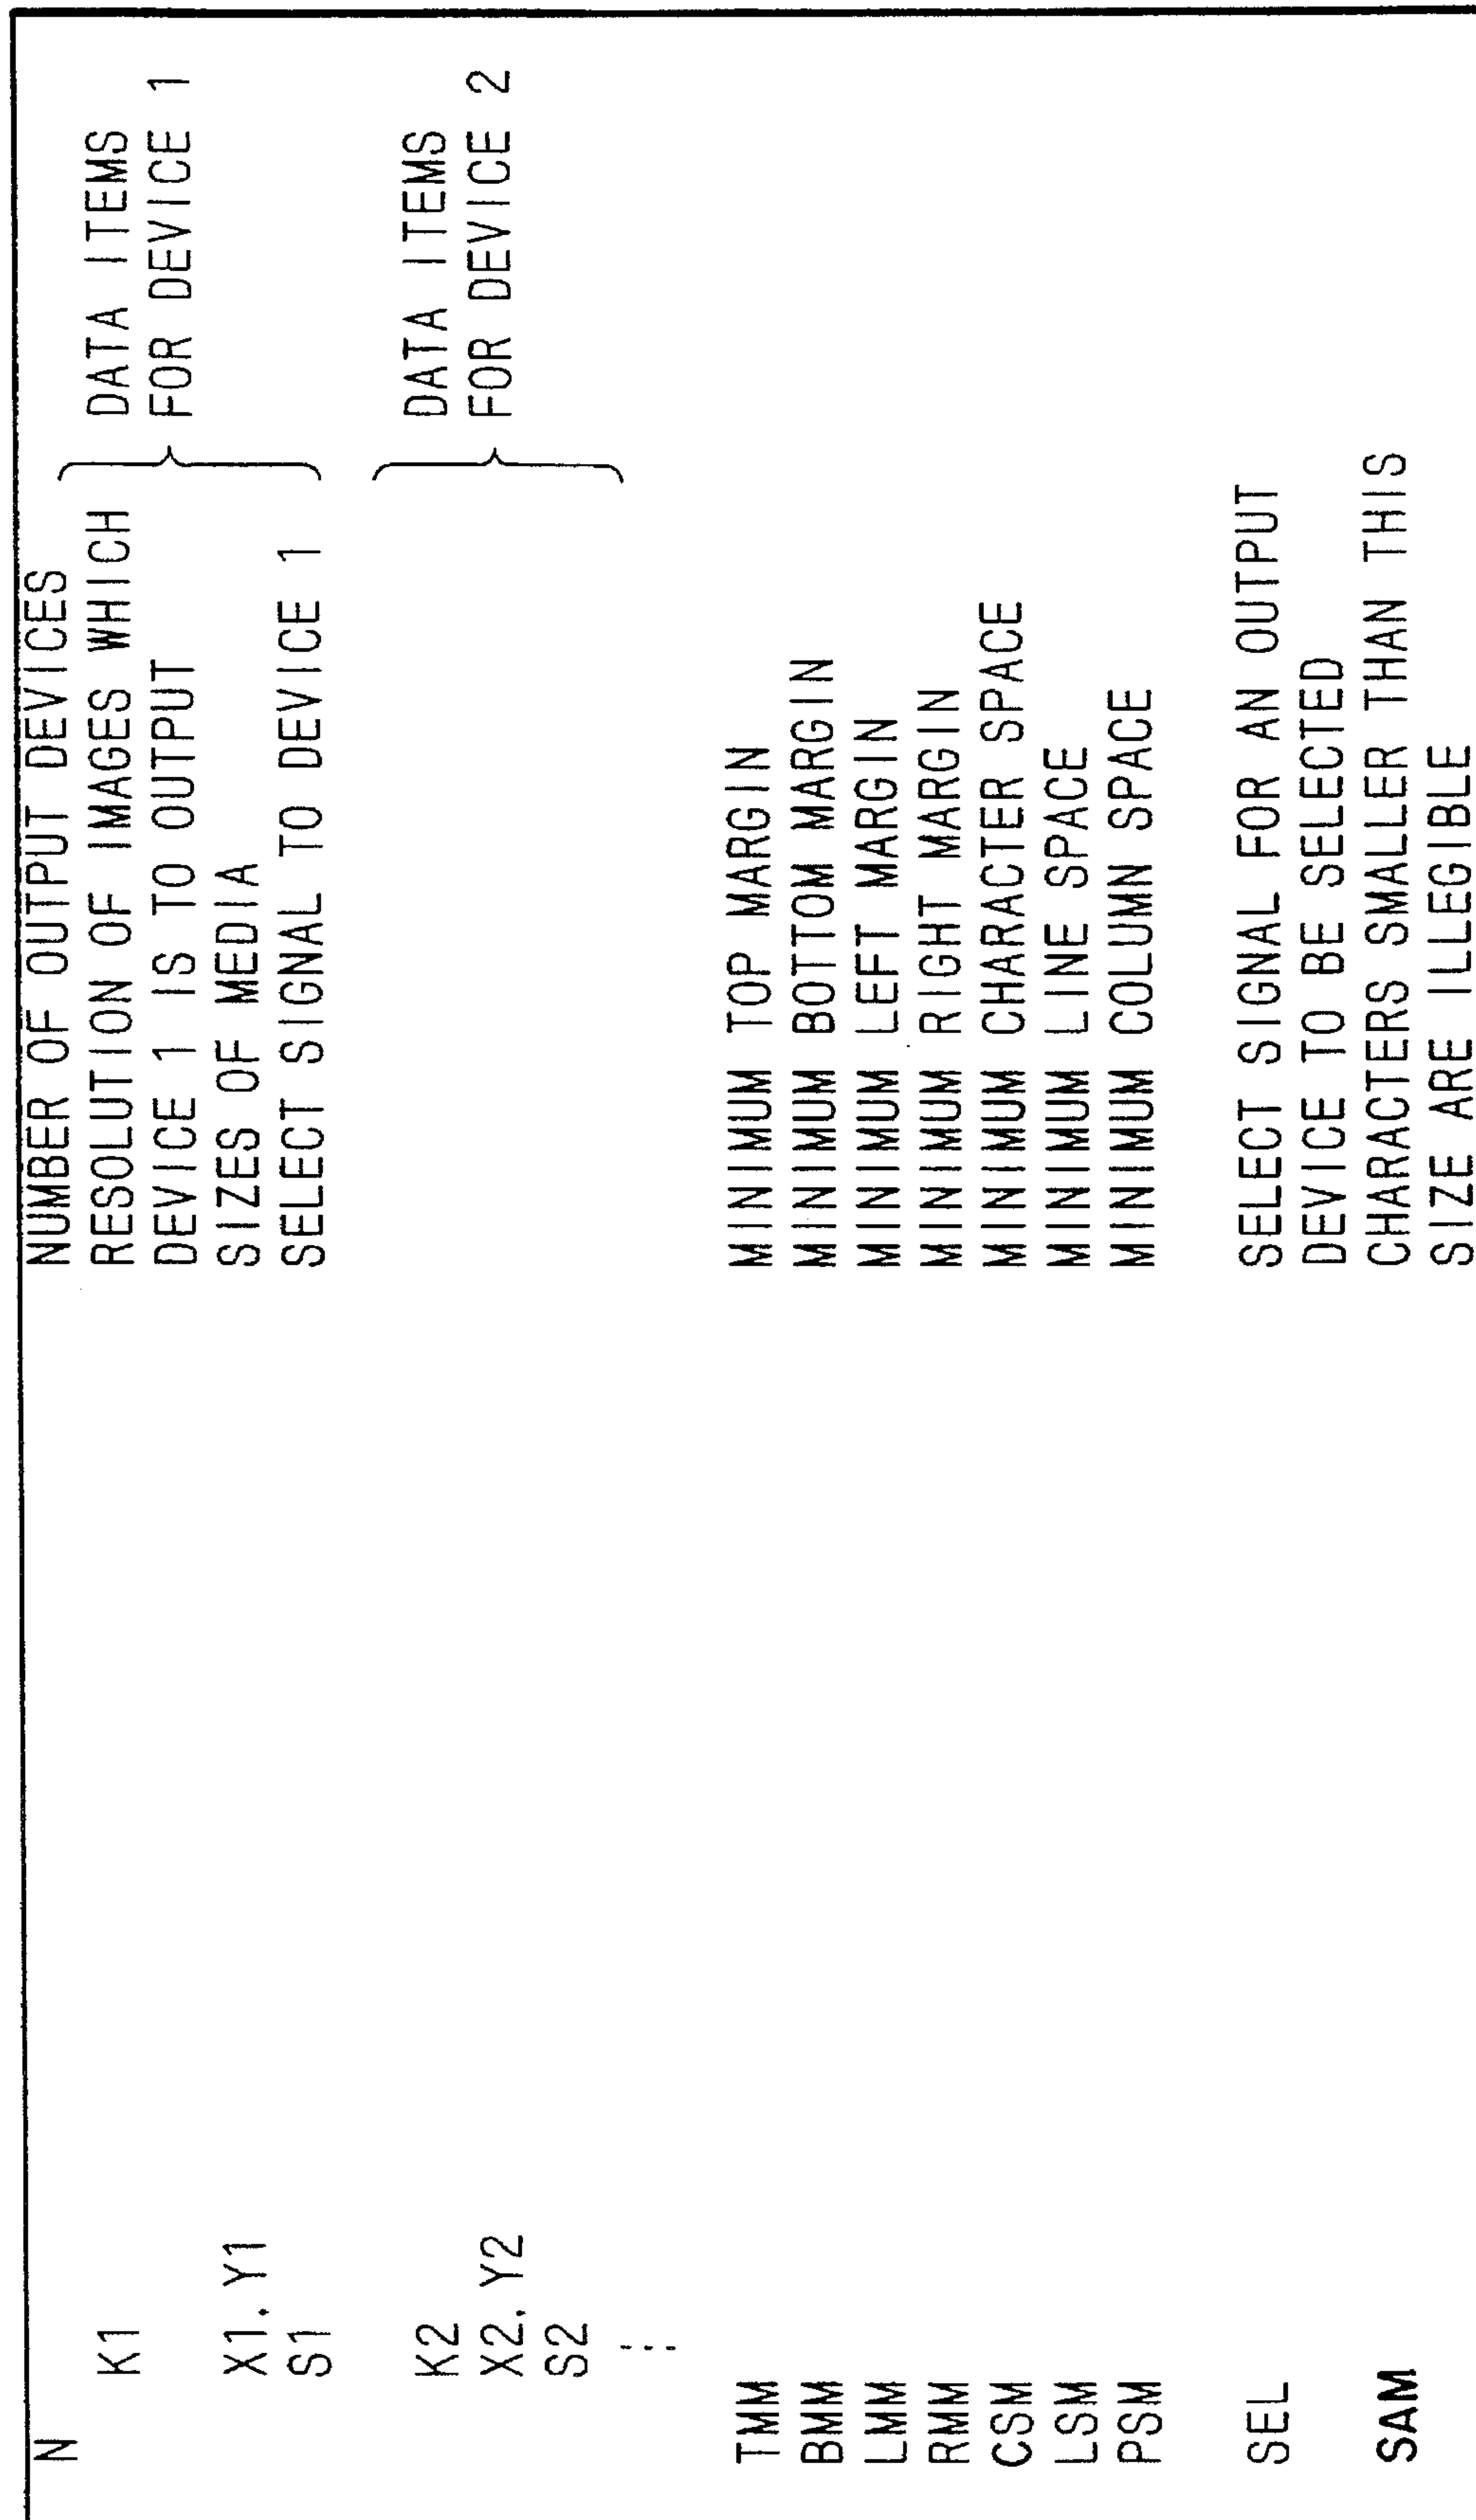 N NUMBER OF OUTPUT DEVICES
K1 RESOLUTION OF IMAGES WHICH DATA ITEMS
DEVICE 1 IS TO OUTPUT FOR DEVICE 1
X1. Y1 SIZES OF MEDIA
S1 SELECT SIGNAL TO DEVICE 1
K2 DATA ITEMS
X2. Y2 FOR DEVICE 2
S2
⋮
TMM MINIMUM TOP MARGIN
BMM MINIMUM BOTTOM MARGIN
LMM MINIMUM LEFT MARGIN
RMM MINIMUM RIGHT MARGIN
CSM MINIMUM CHARACTER SPACE
LSM MINIMUM LINE SPACE
PSM MINIMUM COLUMN SPACE
SEL SELECT SIGNAL FOR AN OUTPUT
DEVICE TO BE SELECTED
SAM CHARACTERS SMALLER THAN THIS
SIZE ARE ILLEGIBLE